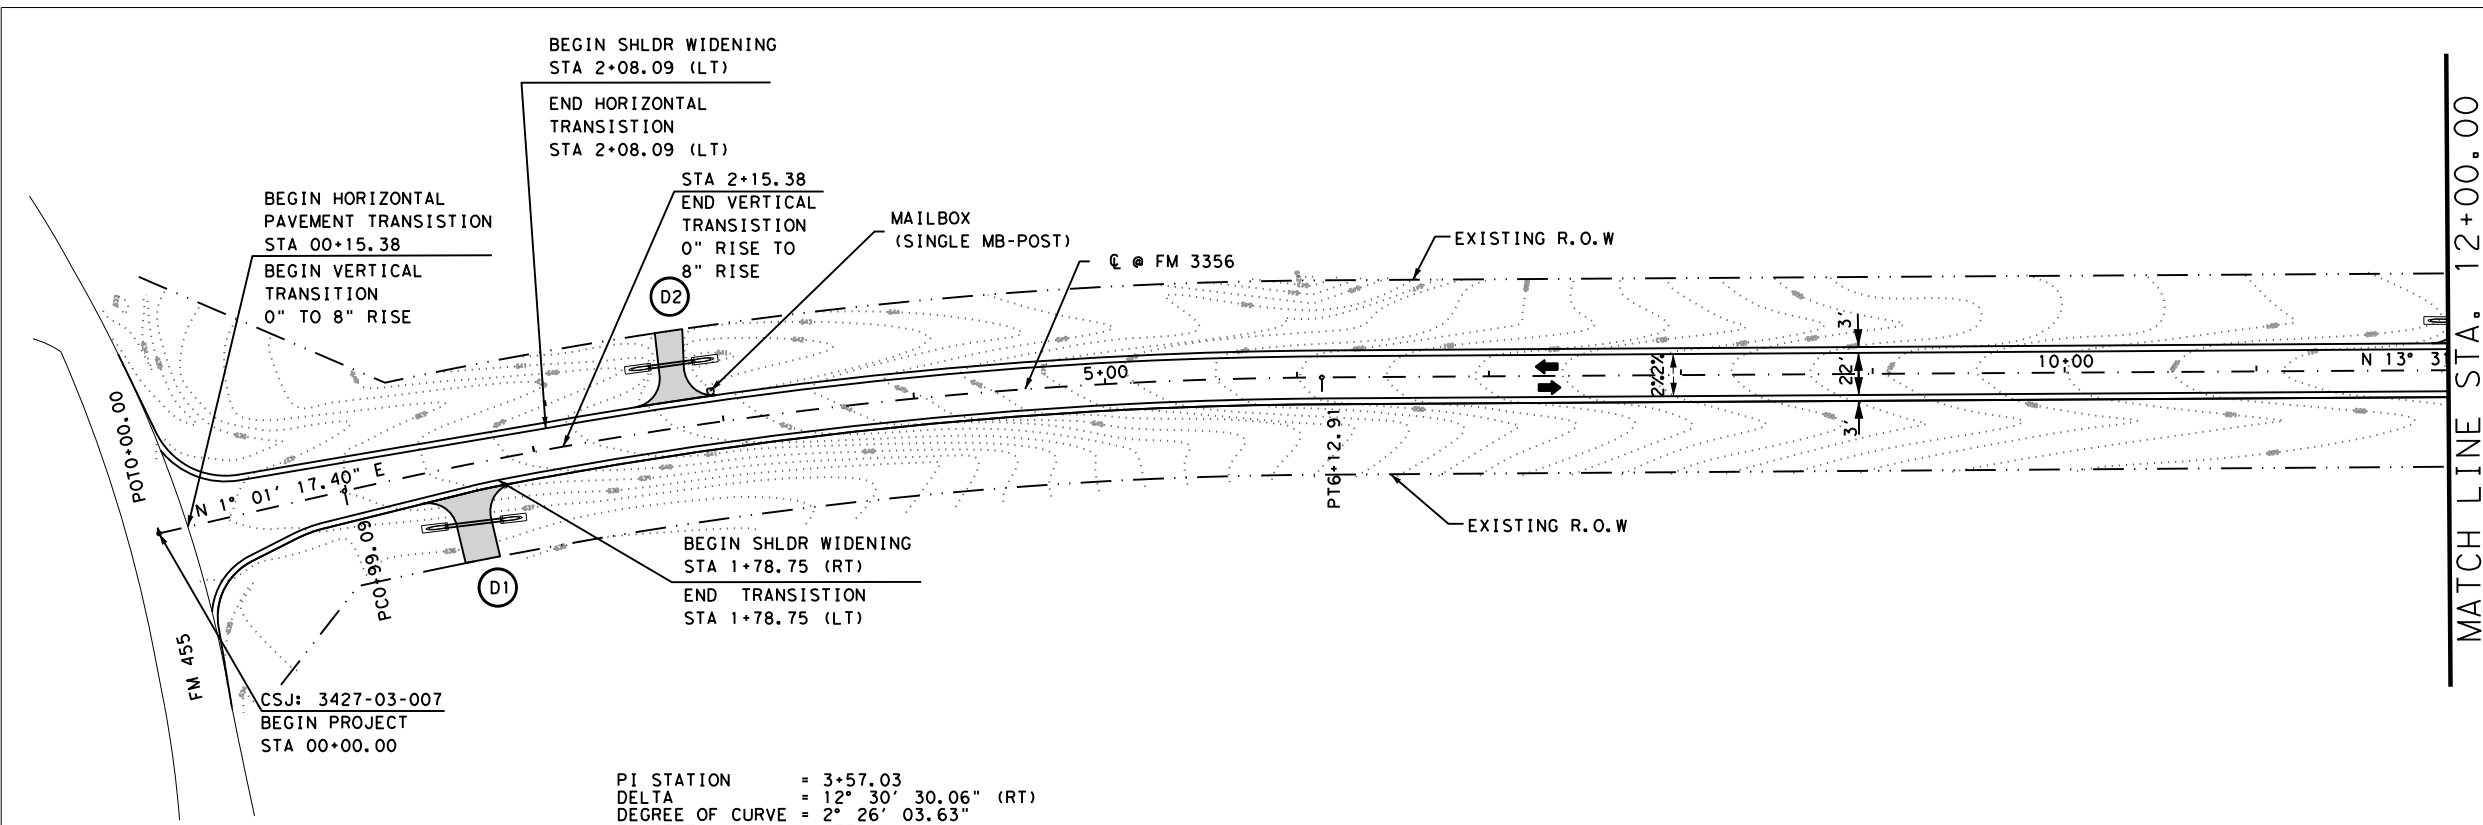 BEGIN SHLDR WIDENING
STA 2+08.09 (LT)
END HORIZONTAL
TRANSISTION
STA 2+08.09 (LT)
STA 2+15.38
END VERTICAL
TRANSISTION
0" RISE TO
8" RISE
BEGIN HORIZONTAL
PAVEMENT TRANSISTION
STA 00+15.38
BEGIN VERTICAL
TRANSITION
0" TO 8" RISE
MAILBOX
(SINGLE MB-POST)
℄ @ FM 3356
EXISTING R.O.W
D2
MATCH LINE STA. 12+00.00
3'
22'
3'
2%
2%
5+00
10+00
N 13° 3
POT0+00.00
N 1° 01' 17.40" E
PC0+99.09
PT6+12.91
EXISTING R.O.W
BEGIN SHLDR WIDENING
STA 1+78.75 (RT)
END TRANSISTION
STA 1+78.75 (LT)
D1
FM 455
CSJ: 3427-03-007
BEGIN PROJECT
STA 00+00.00
PI STATION = 3+57.03
DELTA = 12° 30' 30.06" (RT)
DEGREE OF CURVE = 2° 26' 03.63"